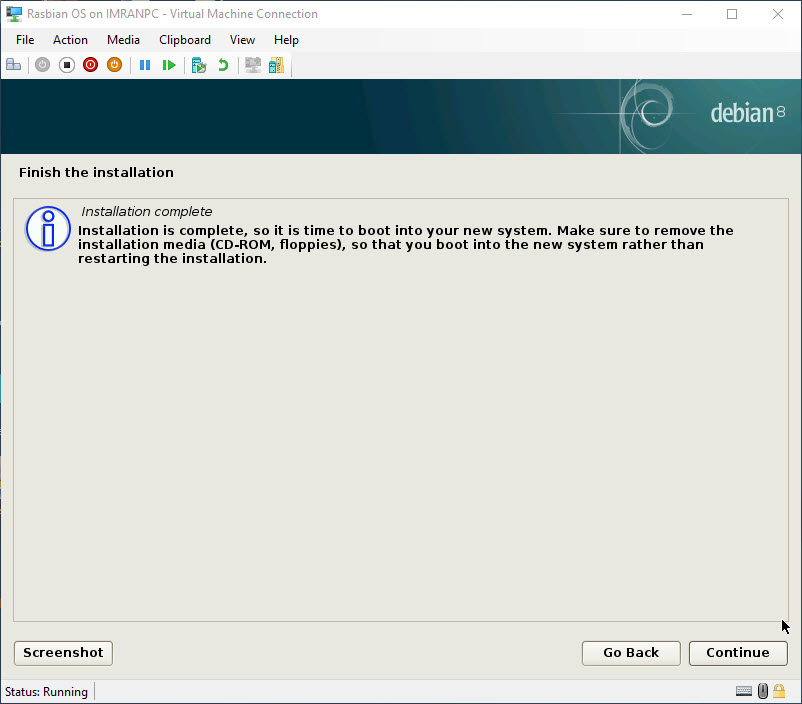 Rasbian OS on IMRANPC - Virtual Machine Connection
File Action Media Clipboard View Help
debian 8
Finish the installation
Installation complete
Installation is complete, so it is time to boot into your new system. Make sure to remove the
installation media (CD-ROM, floppies), so that you boot into the new system rather than
restarting the installation.
Screenshot Go Back Continue
Status: Running